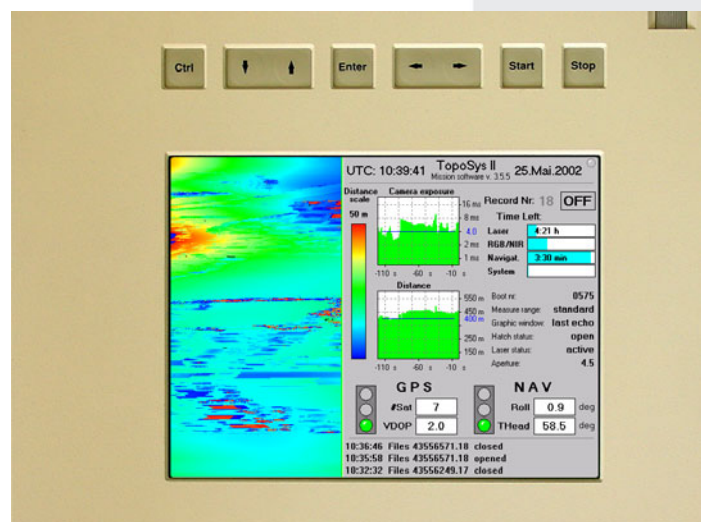 Ctrl Enter Start Stop
UTC: 10:39:41 TopoSys II 25.Mai.2002
Mission software v. 3.5.5
Distance scale
50 m
Camera exposure
16 ms
8 ms
4.0
2 ms
1 ms
-110 s -60 s -10 s
Record Nr: 18 OFF
Time Left:
Laser 4:21 h
RGB/NIR
Navigat. 3:30 min
System
Distance
550 m
450 m
400 m
250 m
150 m
-110 s -60 s -10 s
Boot nr: 0575
Measure range: standard
Graphic window: last echo
Hatch status: open
Laser status: active
Aperture: 4.5
GPS
#Sat 7
VDOP 2.0
NAV
Roll 0.9 deg
THead 58.5 deg
10:36:46 Files 43556571.18 closed
10:35:58 Files 43556571.18 opened
10:32:32 Files 43556249.17 closed